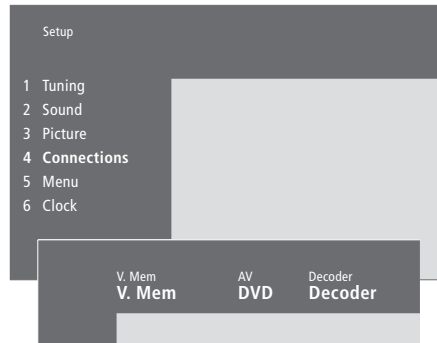 Setup
1 Tuning
2 Sound
3 Picture
4 Connections
5 Menu
6 Clock
V. Mem AV Decoder
V. Mem DVD Decoder